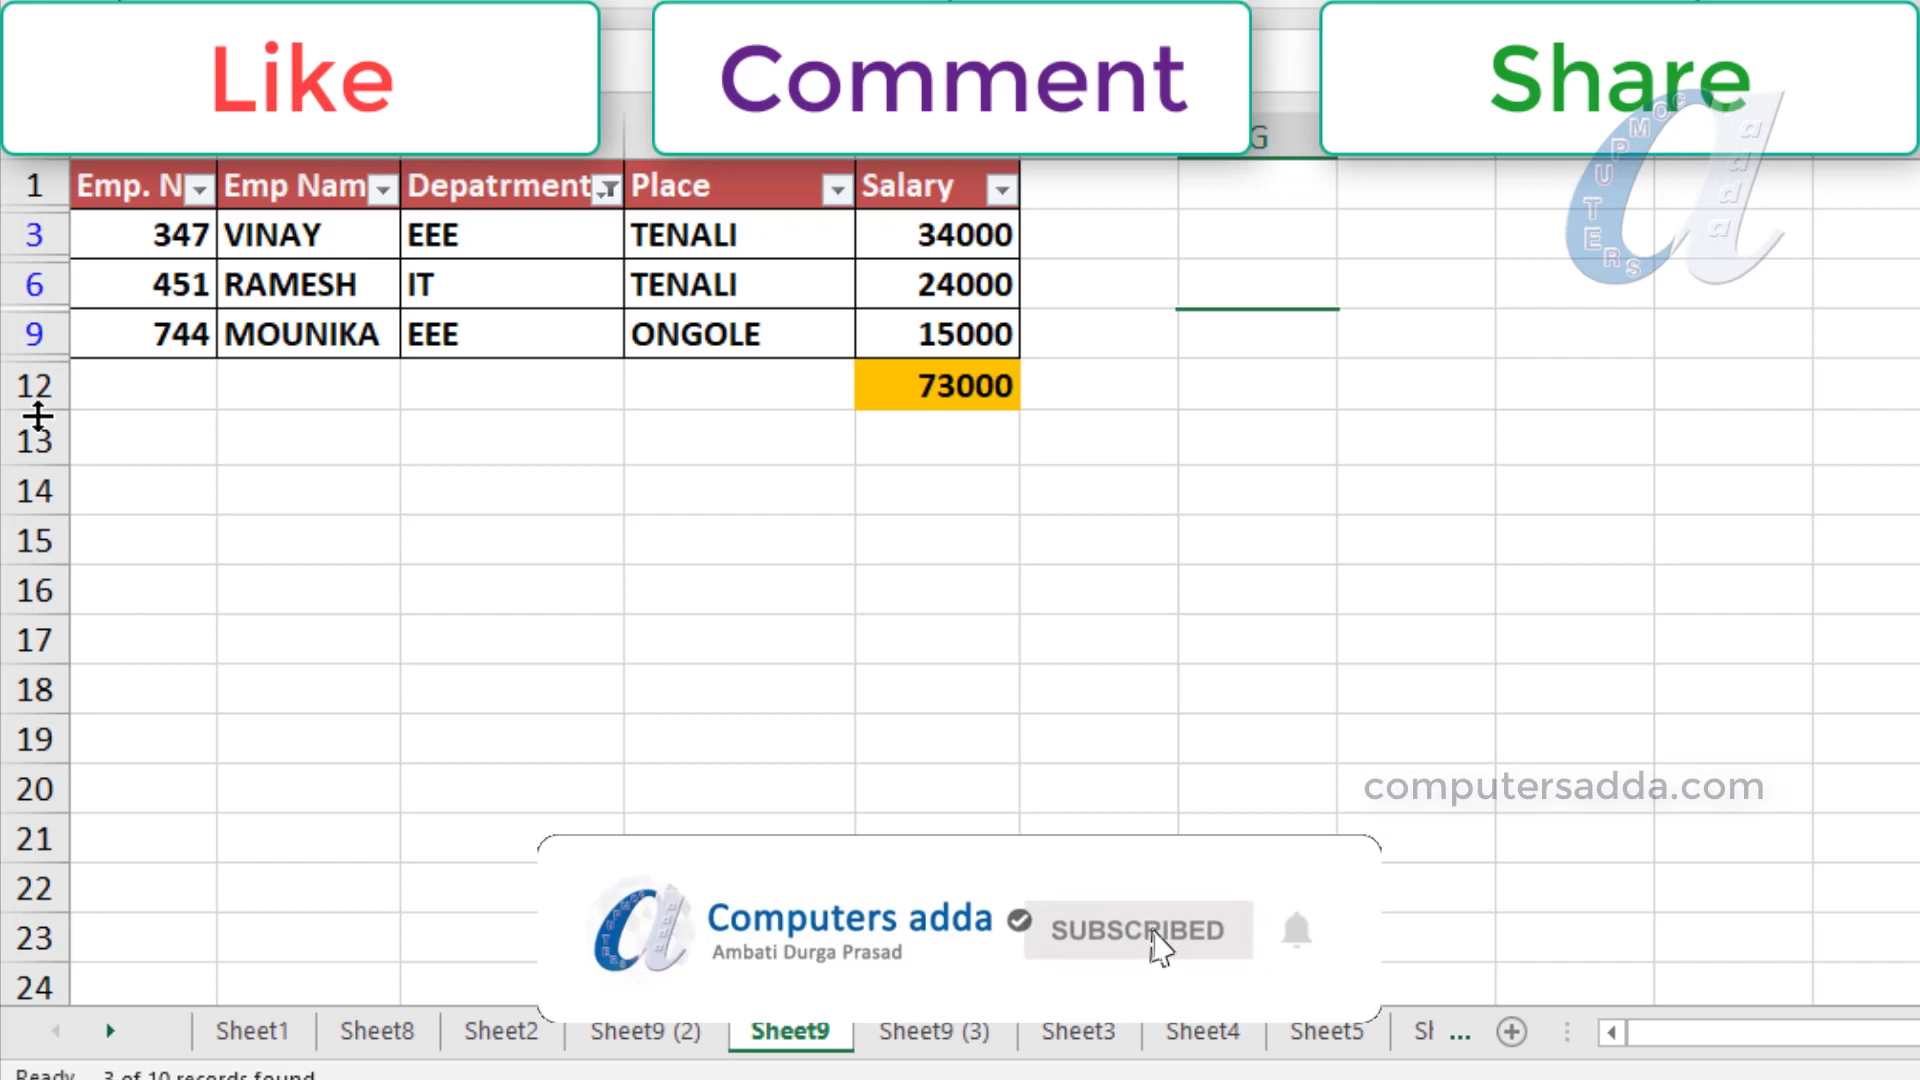 Like Comment Share
G
1 Emp. N Emp Nam Depatrment Place Salary
3 347 VINAY EEE TENALI 34000
6 451 RAMESH IT TENALI 24000
9 744 MOUNIKA EEE ONGOLE 15000
12 73000
13
14
15
16
17
18
19
20
21
22
23
24
COMPUTERS
adda
computersadda.com
Computers adda SUBSCRIBED
Ambati Durga Prasad
Sheet1 Sheet8 Sheet2 Sheet9 (2) Sheet9 Sheet9 (3) Sheet3 Sheet4 Sheet5 ...
Ready 3 of 10 records found